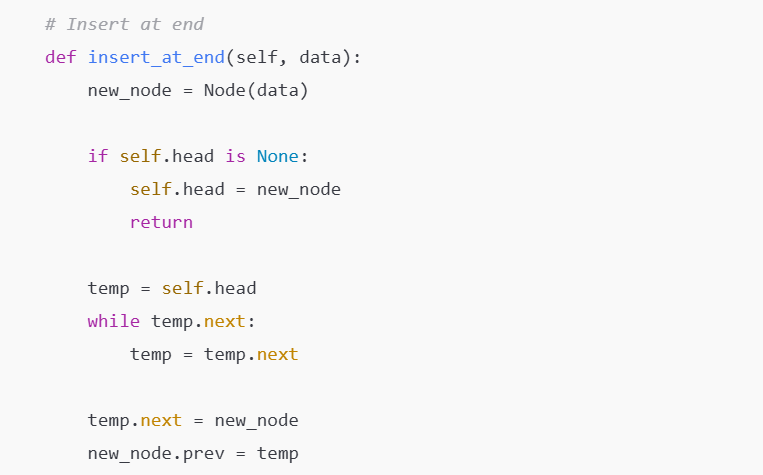 # Insert at end
def insert_at_end(self, data):
new_node = Node(data)
if self.head is None:
self.head = new_node
return
temp = self.head
while temp.next:
temp = temp.next
temp.next = new_node
new_node.prev = temp